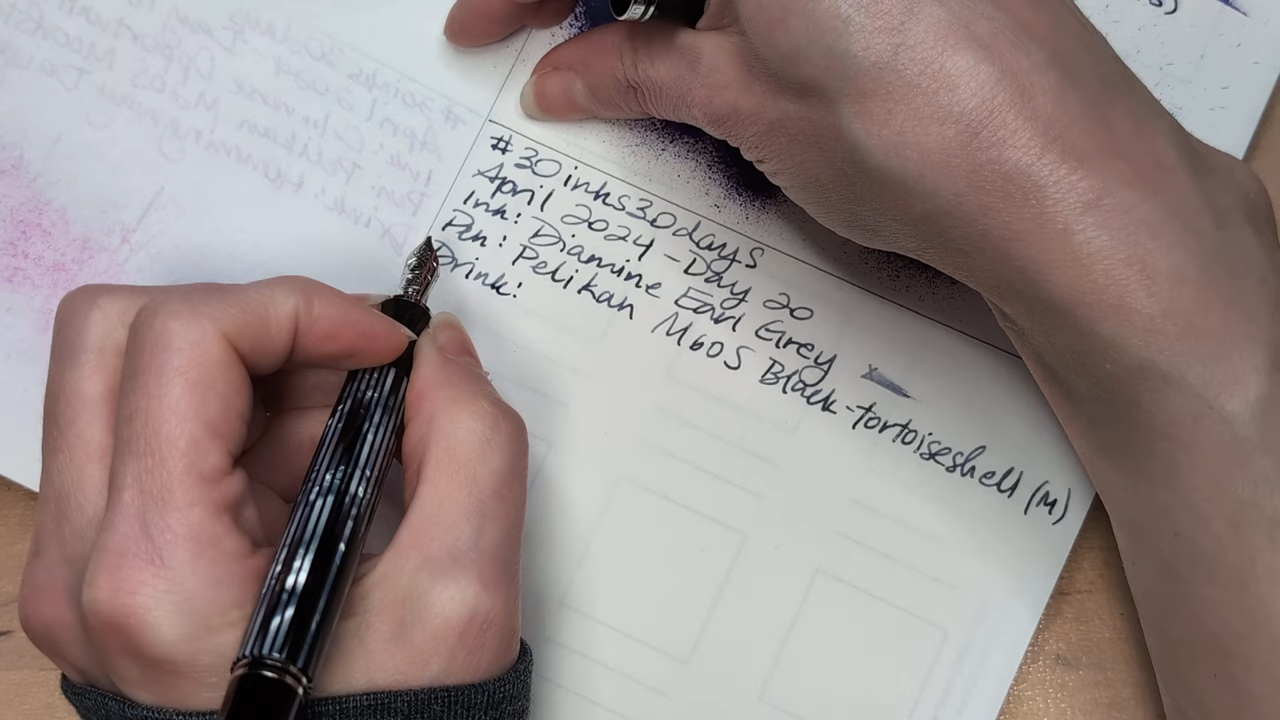 #30inks30days
April 2024 - Day 20
Ink: Diamine Earl Grey
Pen: Pelikan M605 Black-tortoiseshell (M)
Drink: